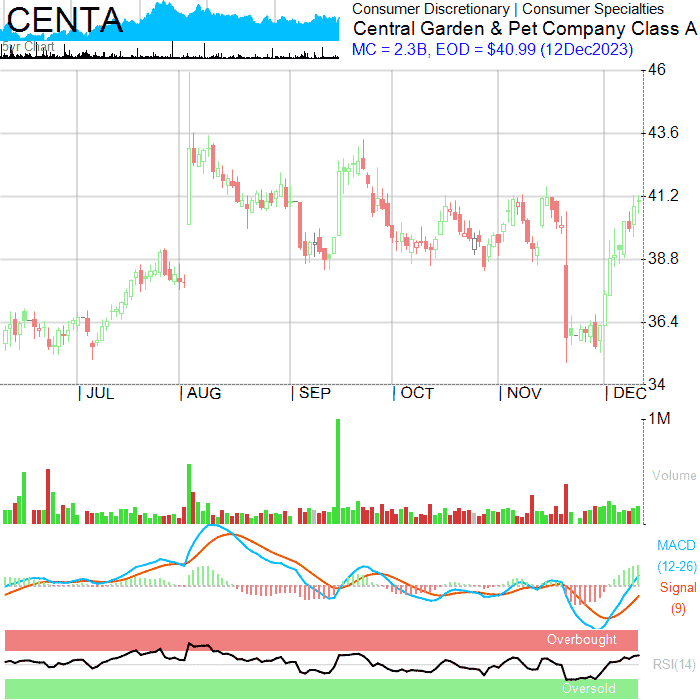 CENTA
5yr Chart
Consumer Discretionary | Consumer Specialties
Central Garden & Pet Company Class A
MC = 2.3B, EOD = $40.99 (12Dec2023)
46
43.6
41.2
38.8
36.4
34
JUL AUG SEP OCT NOV DEC
1M
Volume
MACD
(12-26)
Signal
(9)
Overbought
RSI(14)
Oversold